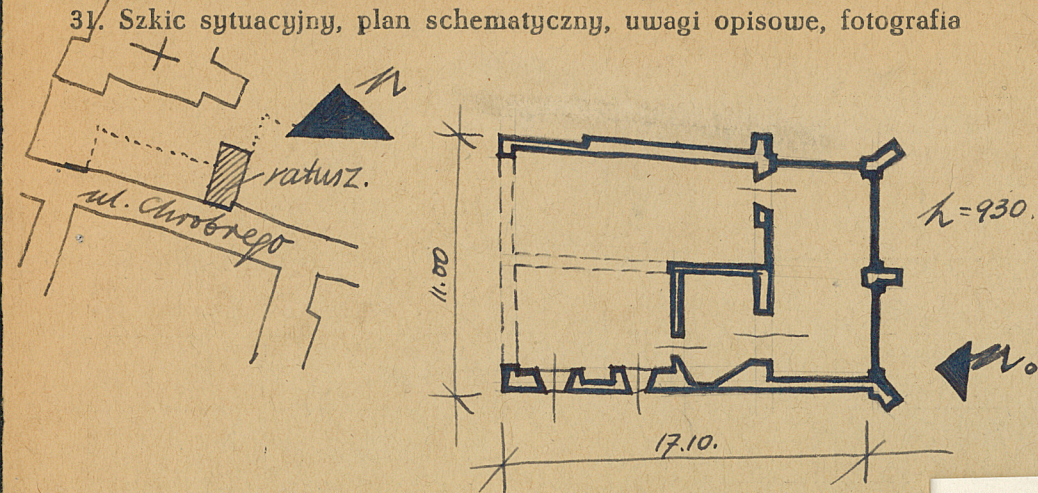 31. Szkic sytuacyjny, plan schematyczny, uwagi opisowe, fotografia
n
ratusz.
ul. Chrobrego
h=930.
11.00
n.
17.10.